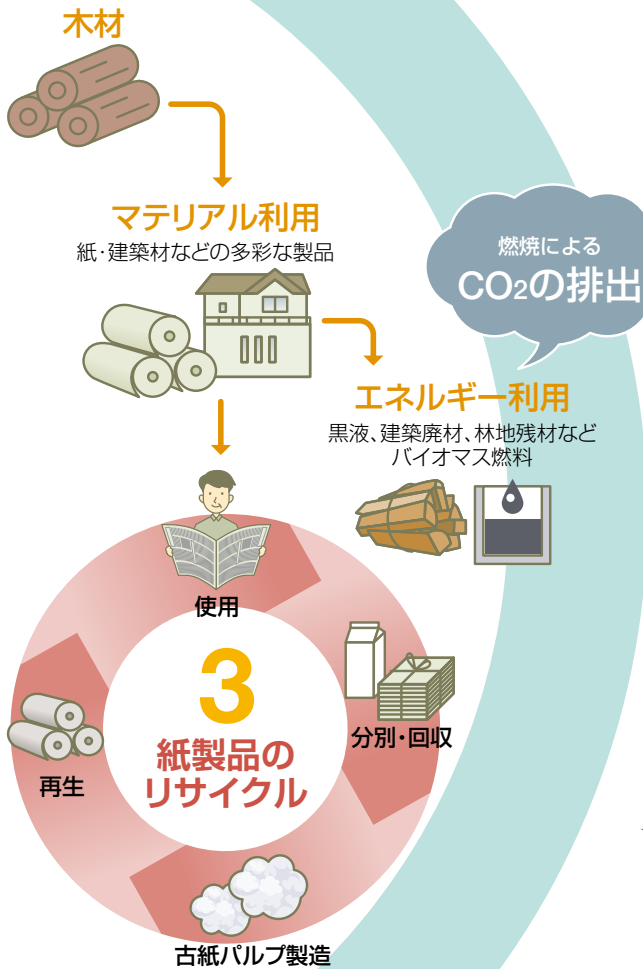 木材
マテリアル利用
紙・建築材などの多彩な製品
燃焼による
CO2の排出
エネルギー利用
黒液、建築廃材、林地残材など
バイオマス燃料
使用
3
紙製品の
リサイクル
分別・回収
古紙パルプ製造
再生